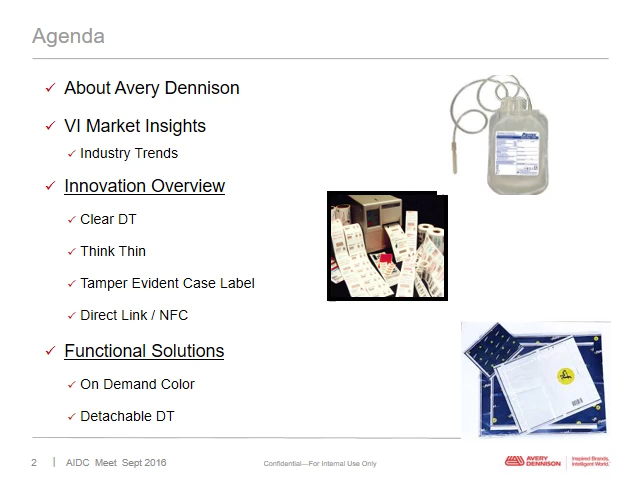 Agenda
About Avery Dennison
VI Market Insights
Industry Trends
Innovation Overview
Clear DT
Think Thin
Tamper Evident Case Label
Direct Link / NFC
Functional Solutions
On Demand Color
Detachable DT
2 | AIDC Meet Sept 2016
Confidential—For Internal Use Only
AVERY
DENNISON
Inspired Brands.
Intelligent World.